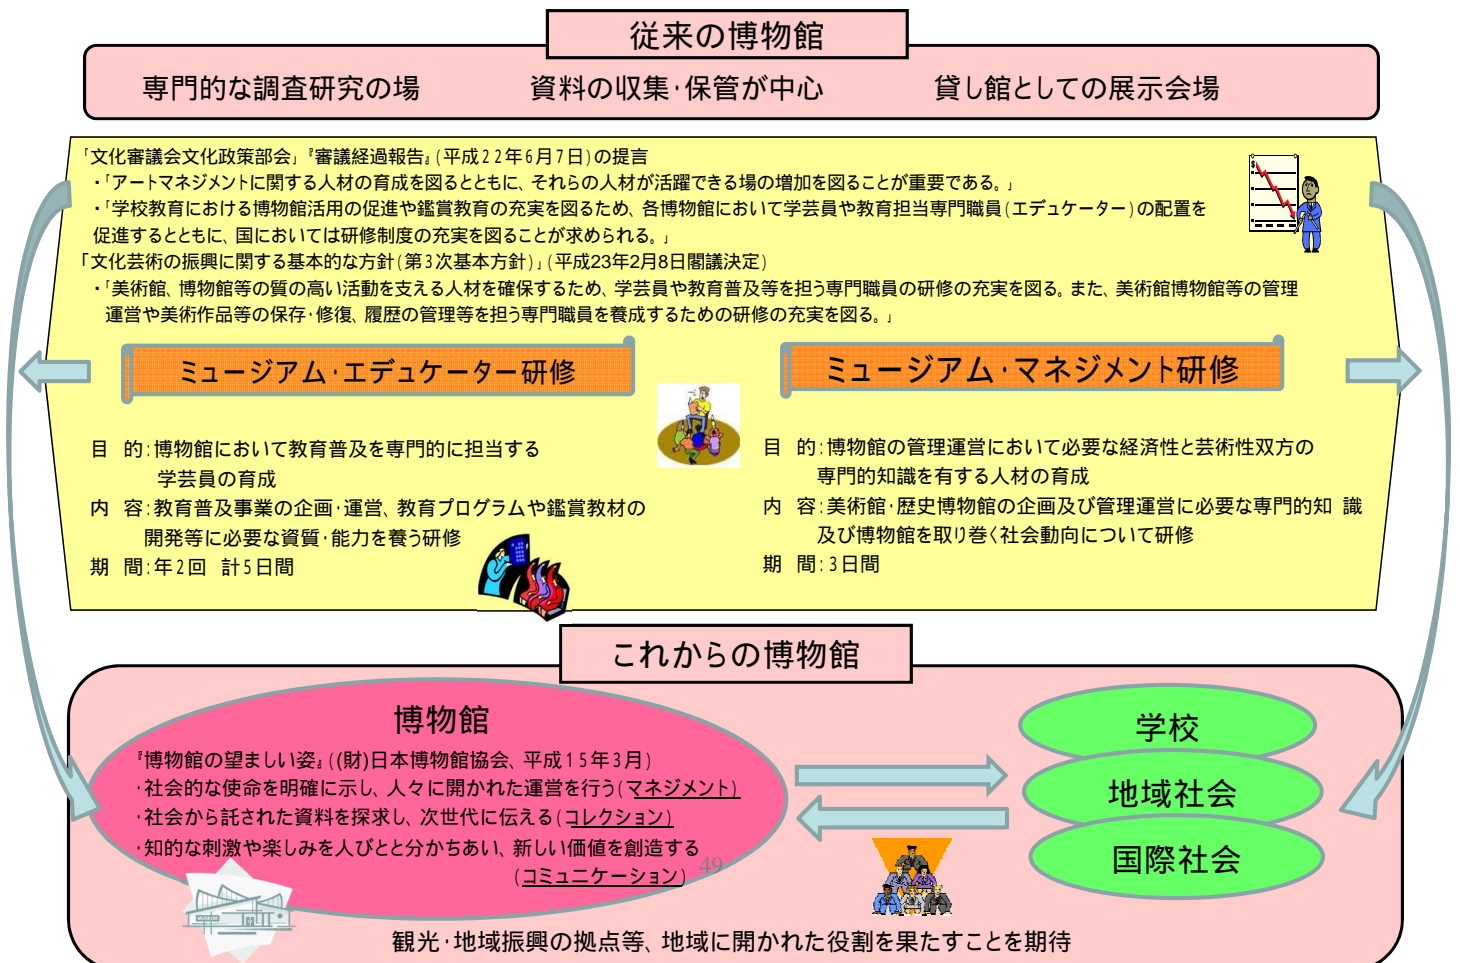 従来の博物館
専門的な調査研究の場　資料の収集・保管が中心　貸し館としての展示会場
「文化審議会文化政策部会」『審議経過報告』(平成22年6月7日)の提言
・「アートマネジメントに関する人材の育成を図るとともに、それらの人材が活躍できる場の増加を図ることが重要である。」
・「学校教育における博物館活用の促進や鑑賞教育の充実を図るため、各博物館において学芸員や教育担当専門職員(エデュケーター)の配置を
促進するとともに、国においては研修制度の充実を図ることが求められる。」
「文化芸術の振興に関する基本的な方針(第3次基本方針)」(平成23年2月8日閣議決定)
・「美術館、博物館等の質の高い活動を支える人材を確保するため、学芸員や教育普及等を担う専門職員の研修の充実を図る。また、美術館博物館等の管理
運営や美術作品等の保存・修復、履歴の管理等を担う専門職員を養成するための研修の充実を図る。」
ミュージアム・エデュケーター研修
目 的:博物館において教育普及を専門的に担当する
学芸員の育成
内 容:教育普及事業の企画・運営、教育プログラムや鑑賞教材の
開発等に必要な資質・能力を養う研修
期 間:年2回 計5日間
ミュージアム・マネジメント研修
目 的:博物館の管理運営において必要な経済性と芸術性双方の
専門的知識を有する人材の育成
内 容:美術館・歴史博物館の企画及び管理運営に必要な専門的知 識
及び博物館を取り巻く社会動向について研修
期 間:3日間
これからの博物館
博物館
『博物館の望ましい姿』((財)日本博物館協会、平成15年3月)
・社会的な使命を明確に示し、人々に開かれた運営を行う(マネジメント)
・社会から託された資料を探求し、次世代に伝える(コレクション)
・知的な刺激や楽しみを人びとと分かちあい、新しい価値を創造する
(コミュニケーション)
49
学校
地域社会
国際社会
観光・地域振興の拠点等、地域に開かれた役割を果たすことを期待